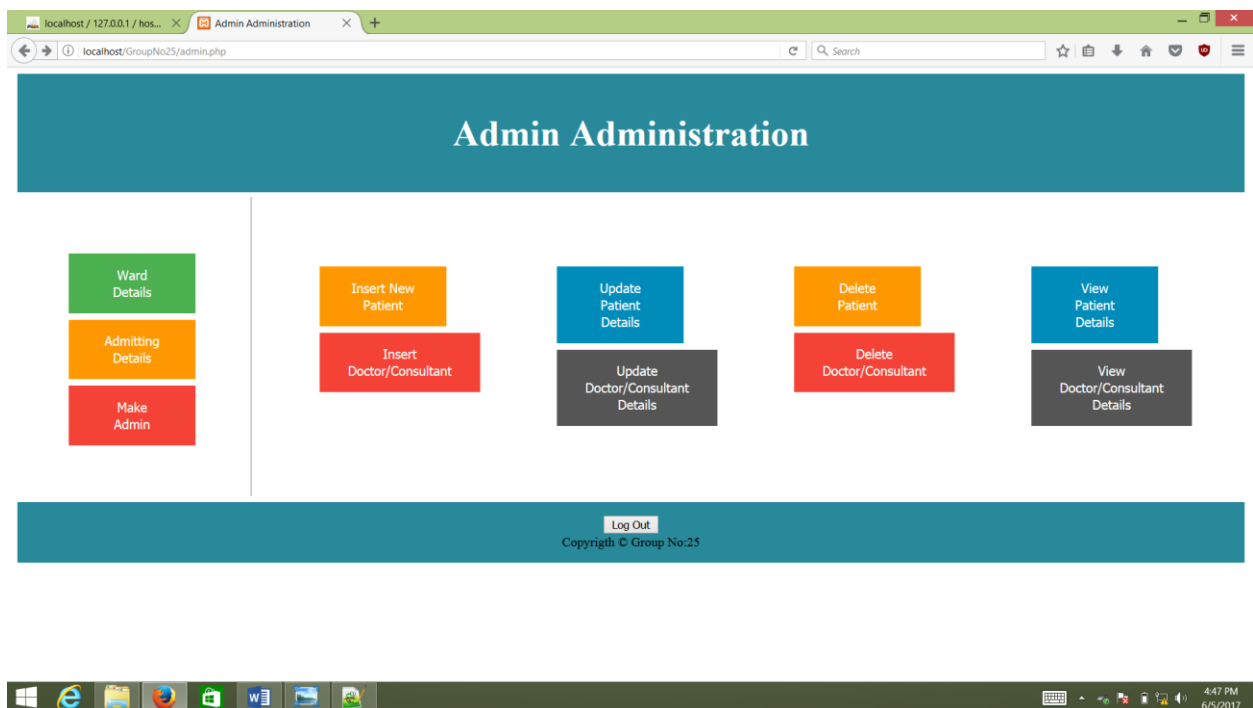 localhost / 127.0.0.1 / hos...
Admin Administration
localhost/GroupNo25/admin.php
Search
Admin Administration
Ward
Details
Admitting
Details
Make
Admin
Insert New
Patient
Insert
Doctor/Consultant
Update
Patient
Details
Update
Doctor/Consultant
Details
Delete
Patient
Delete
Doctor/Consultant
View
Patient
Details
View
Doctor/Consultant
Details
Log Out
Copyrigth © Group No:25
4:47 PM
6/5/2017